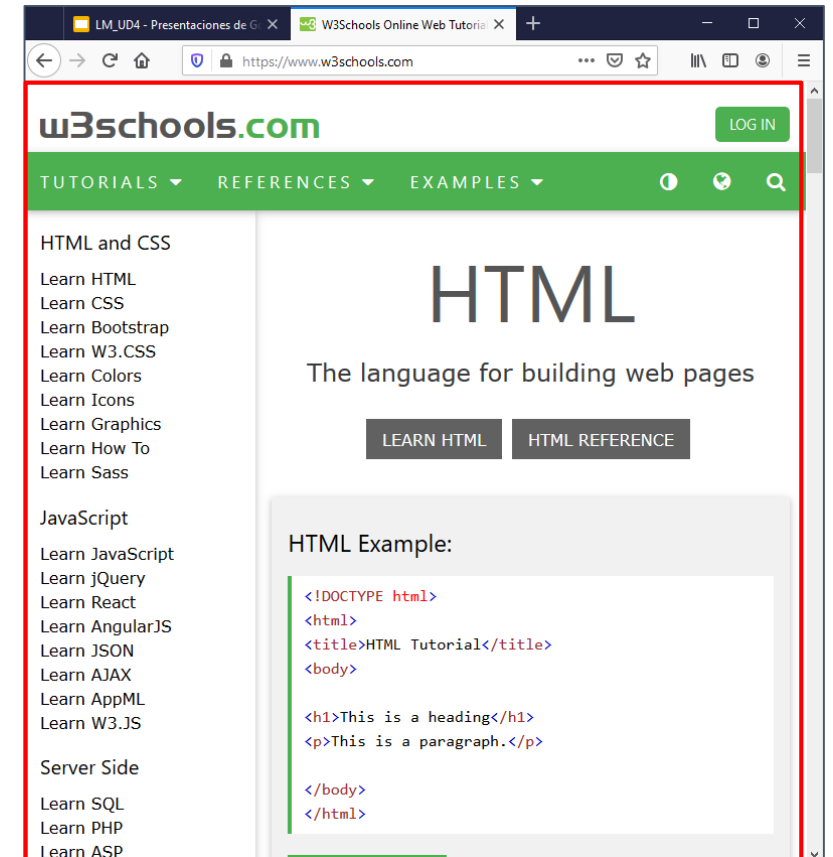 LM_UD4 - Presentaciones de G
W3Schools Online Web Tutorial
https://www.w3schools.com
w3schools.com
LOG IN
TUTORIALS REFERENCES EXAMPLES
HTML and CSS
Learn HTML
Learn CSS
Learn Bootstrap
Learn W3.CSS
Learn Colors
Learn Icons
Learn Graphics
Learn How To
Learn Sass
JavaScript
Learn JavaScript
Learn jQuery
Learn React
Learn AngularJS
Learn JSON
Learn AJAX
Learn AppML
Learn W3.JS
Server Side
Learn SQL
Learn PHP
Learn ASP
HTML
The language for building web pages
LEARN HTML
HTML REFERENCE
HTML Example:
<!DOCTYPE html>
<html>
<title>HTML Tutorial</title>
<body>
<h1>This is a heading</h1>
<p>This is a paragraph.</p>
</body>
</html>